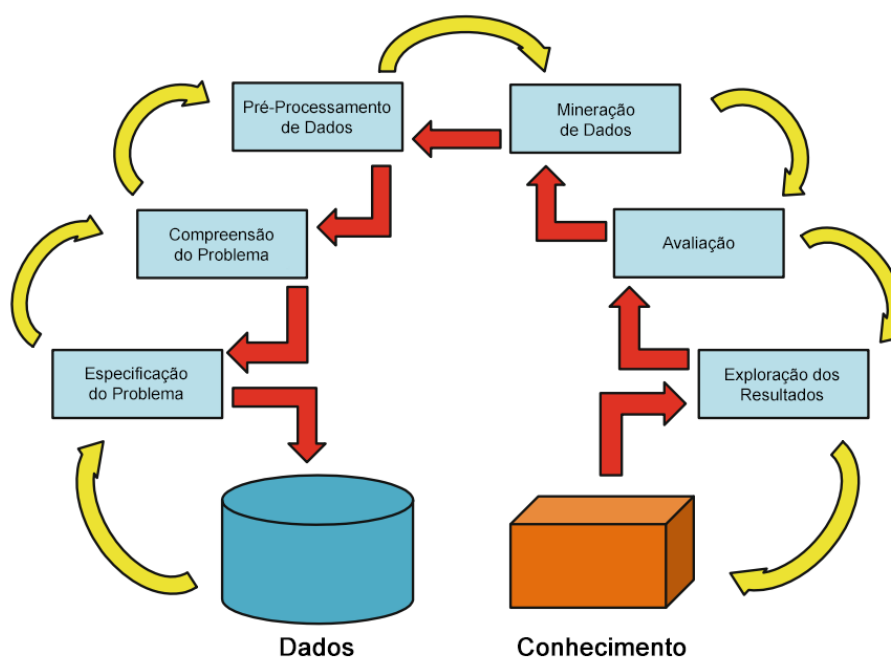 Pré-Processamento
de Dados
Mineração
de Dados
Compreensão
do Problema
Avaliação
Especificação do
do Problema
Exploração dos
Resultados
Dados
Conhecimento